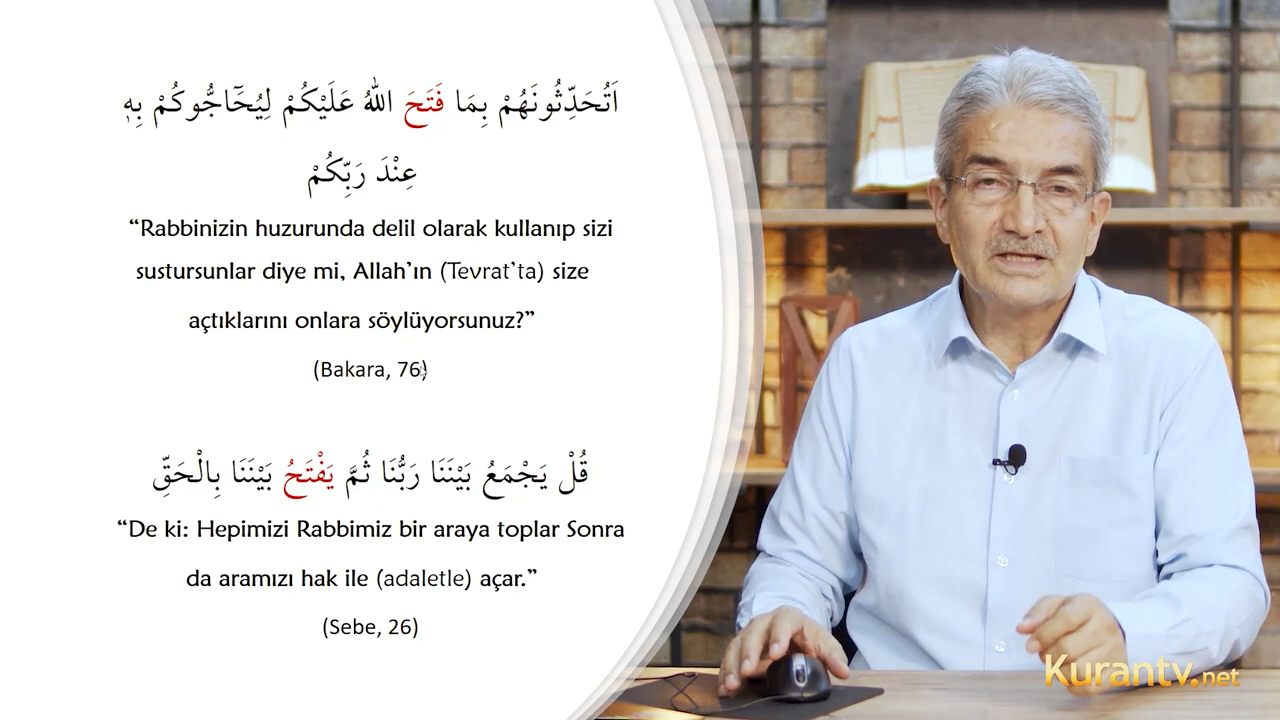 اَتُحَدِّثُونَهُمْ بِمَا فَتَحَ اللّٰهُ عَلَيْكُمْ لِيُحَٓاجُّوكُمْ بِه۪
عِنْدَ رَبِّكُمْ
“Rabbinizin huzurunda delil olarak kullanıp sizi
sustursunlar diye mi, Allah’ın (Tevrat’ta) size
açtıklarını onlara söylüyorsunuz?”
(Bakara, 76)
قُلْ يَجْمَعُ بَيْنَنَا رَبُّنَا ثُمَّ يَفْتَحُ بَيْنَنَا بِالْحَقِّ
“De ki: Hepimizi Rabbimiz bir araya toplar Sonra
da aramızı hak ile (adaletle) açar.”
(Sebe, 26)
Kurantv.net